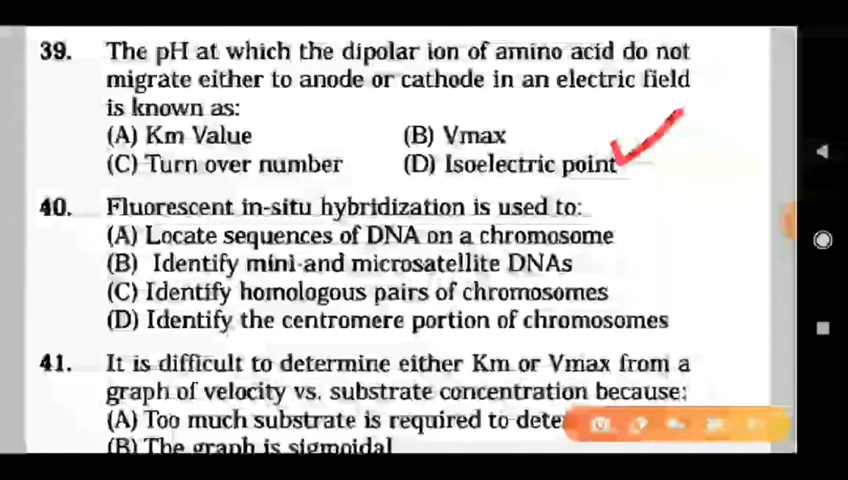 39. The pH at which the dipolar ion of amino acid do not
migrate either to anode or cathode in an electric field
is known as:
(A) Km Value (B) Vmax
(C) Turn over number (D) Isoelectric point
40. Fluorescent in-situ hybridization is used to:
(A) Locate sequences of DNA on a chromosome
(B) Identify mini-and microsatellite DNAs
(C) Identify homologous pairs of chromosomes
(D) Identify the centromere portion of chromosomes
41. It is difficult to determine either Km or Vmax from a
graph of velocity vs. substrate concentration because:
(A) Too much substrate is required to dete
(B) The graph is sigmoidal